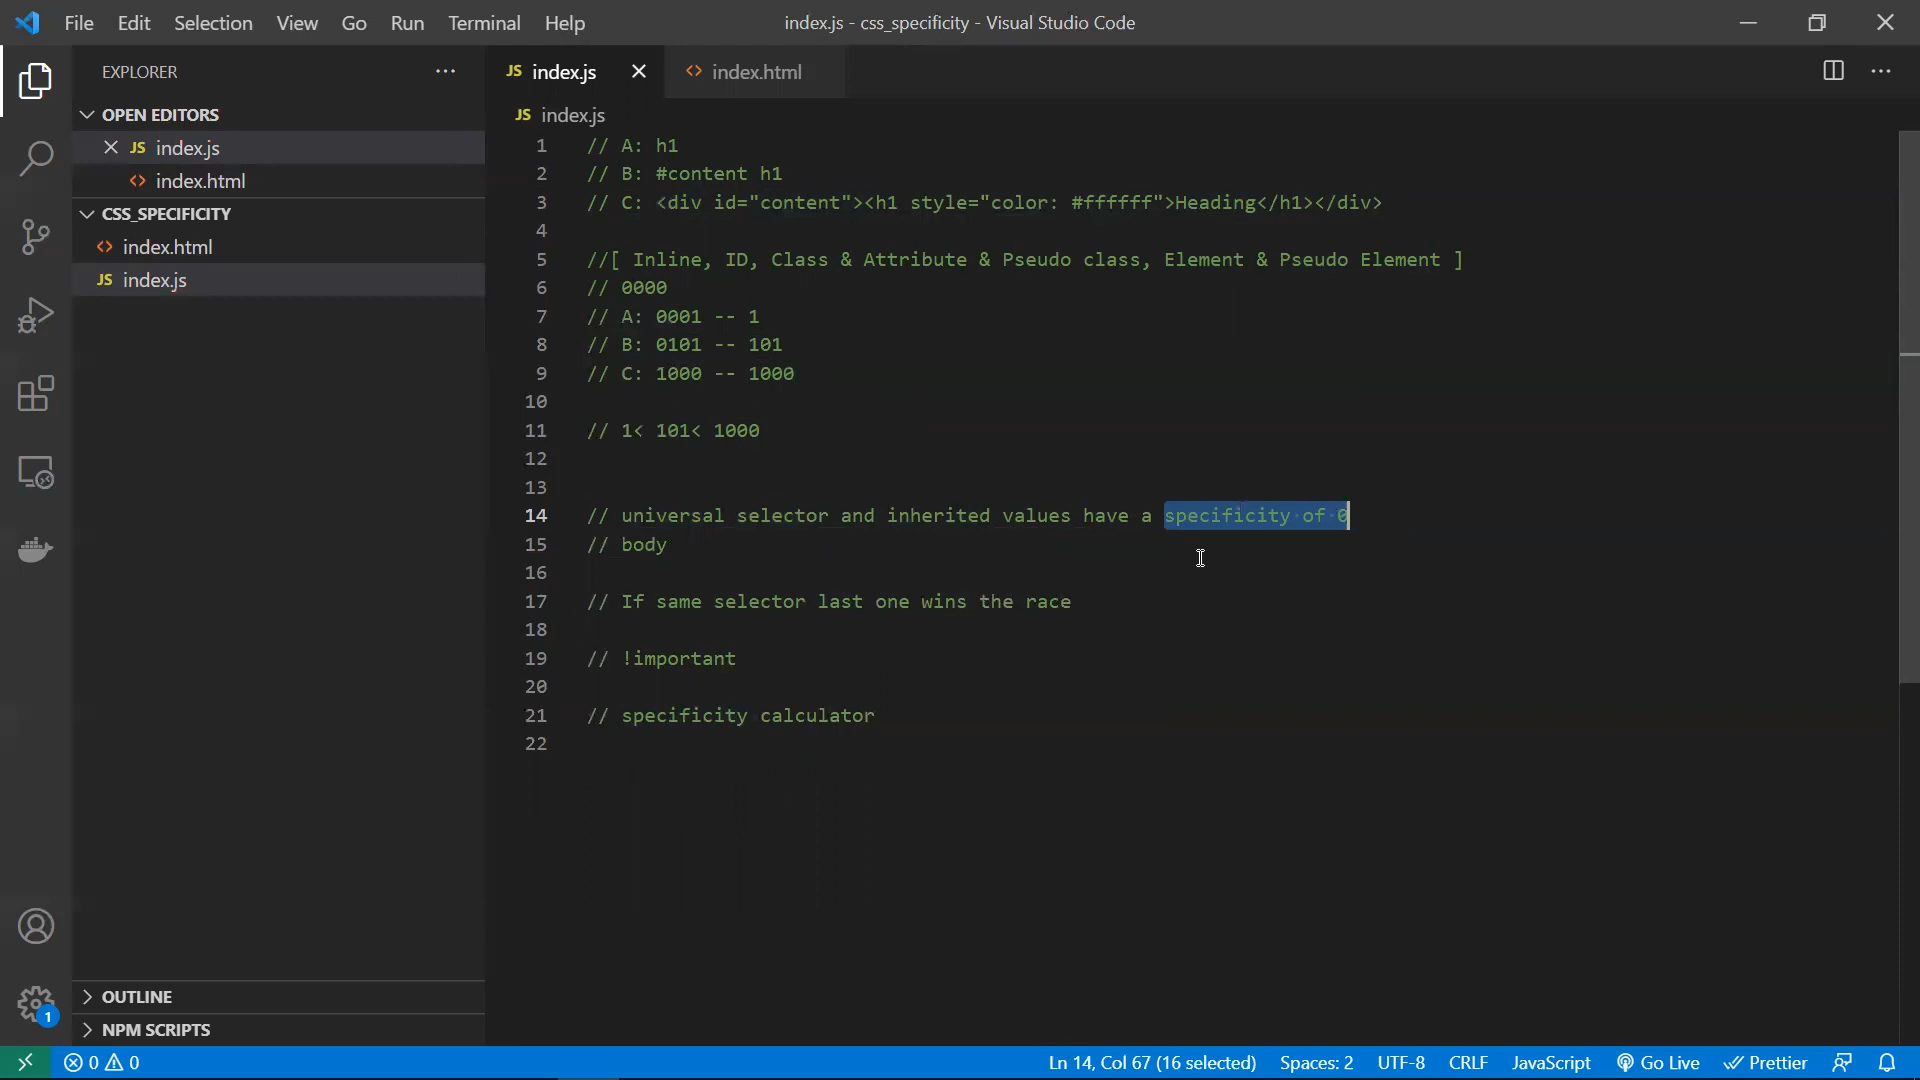 File Edit Selection View Go Run Terminal Help
index.js - css_specificity - Visual Studio Code
EXPLORER
OPEN EDITORS
JS index.js
index.html
CSS_SPECIFICITY
index.html
JS index.js
OUTLINE
NPM SCRIPTS
JS index.js
index.html
JS index.js
1 // A: h1
2 // B: #content h1
3 // C: <div id="content"><h1 style="color: #ffffff">Heading</h1></div>
4
5 //[ Inline, ID, Class & Attribute & Pseudo class, Element & Pseudo Element ]
6 // 0000
7 // A: 0001 -- 1
8 // B: 0101 -- 101
9 // C: 1000 -- 1000
10
11 // 1< 101< 1000
12
13
14 // universal selector and inherited values have a specificity of 0
15 // body
16
17 // If same selector last one wins the race
18
19 // !important
20
21 // specificity calculator
22
1
0 0
Ln 14, Col 67 (16 selected) Spaces: 2 UTF-8 CRLF JavaScript Go Live Prettier